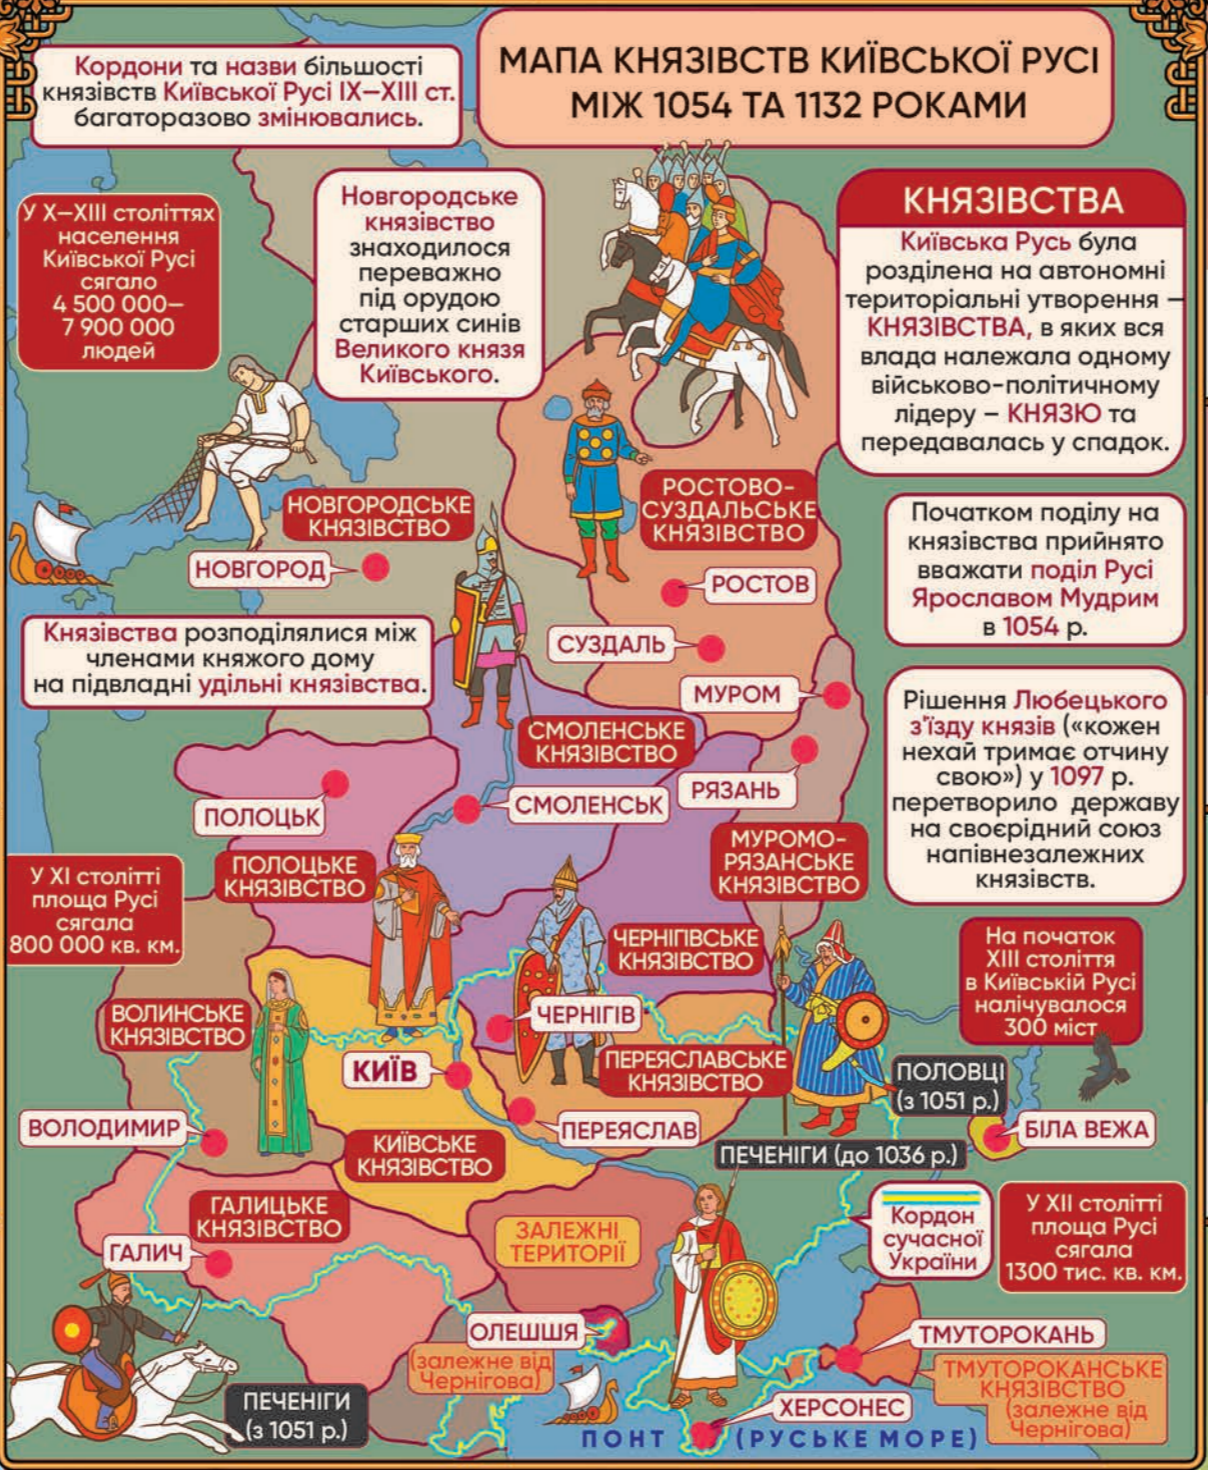 Кордони та назви більшості
князівств Київської Русі IX–XIII ст.
багаторазово змінювались.
МАПА КНЯЗІВСТВ КИЇВСЬКОЇ РУСІ
МІЖ 1054 ТА 1132 РОКАМИ
У X–XIII століттях
населення
Київської Русі
сягало
4 500 000–
7 900 000
людей
Новгородське
князівство
знаходилося
переважно
під орудою
старших синів
Великого князя
Київського.
КНЯЗІВСТВА
Київська Русь була
розділена на автономні
територіальні утворення –
КНЯЗІВСТВА, в яких вся
влада належала одному
військово-політичному
лідеру – КНЯЗЮ та
передавалась у спадок.
НОВГОРОДСЬКЕ
КНЯЗІВСТВО
НОВГОРОД
РОСТОВО-
СУЗДАЛЬСЬКЕ
КНЯЗІВСТВО
РОСТОВ
Початком поділу на
князівства прийнято
вважати поділ Русі
Ярославом Мудрим
в 1054 р.
Князівства розподілялися між
членами княжого дому
на підвладні удільні князівства.
СУЗДАЛЬ
МУРОМ
Рішення Любецького
з'їзду князів («кожен
нехай тримає отчину
свою») у 1097 р.
перетворило державу
на своєрідний союз
напівнезалежних
князівств.
СМОЛЕНСЬКЕ
КНЯЗІВСТВО
РЯЗАНЬ
ПОЛОЦЬК
СМОЛЕНСЬК
МУРОМО-
РЯЗАНСЬКЕ
КНЯЗІВСТВО
ПОЛОЦЬКЕ
КНЯЗІВСТВО
У XI столітті
площа Русі
сягала
800 000 кв. км.
ЧЕРНІГІВСЬКЕ
КНЯЗІВСТВО
На початок
XIII століття
в Київській Русі
налічувалося
300 міст
ВОЛИНСЬКЕ
КНЯЗІВСТВО
ЧЕРНІГІВ
КИЇВ
ПЕРЕЯСЛАВСЬКЕ
КНЯЗІВСТВО
ПОЛОВЦІ
(з 1051 р.)
ВОЛОДИМИР
ПЕРЕЯСЛАВ
БІЛА ВЕЖА
КИЇВСЬКЕ
КНЯЗІВСТВО
ПЕЧЕНІГИ (до 1036 р.)
ГАЛИЦЬКЕ
КНЯЗІВСТВО
ГАЛИЧ
ЗАЛЕЖНІ
ТЕРИТОРІЇ
Кордон
сучасної
України
У XII столітті
площа Русі
сягала
1300 тис. кв. км.
ОЛЕШШЯ
(залежне від
Чернігова)
ТМУТОРОКАНЬ
ТМУТОРОКАНСЬКЕ
КНЯЗІВСТВО
(залежне від
Чернігова)
ПЕЧЕНІГИ
(з 1051 р.)
ХЕРСОНЕС
ПОНТ (РУСЬКЕ МОРЕ)